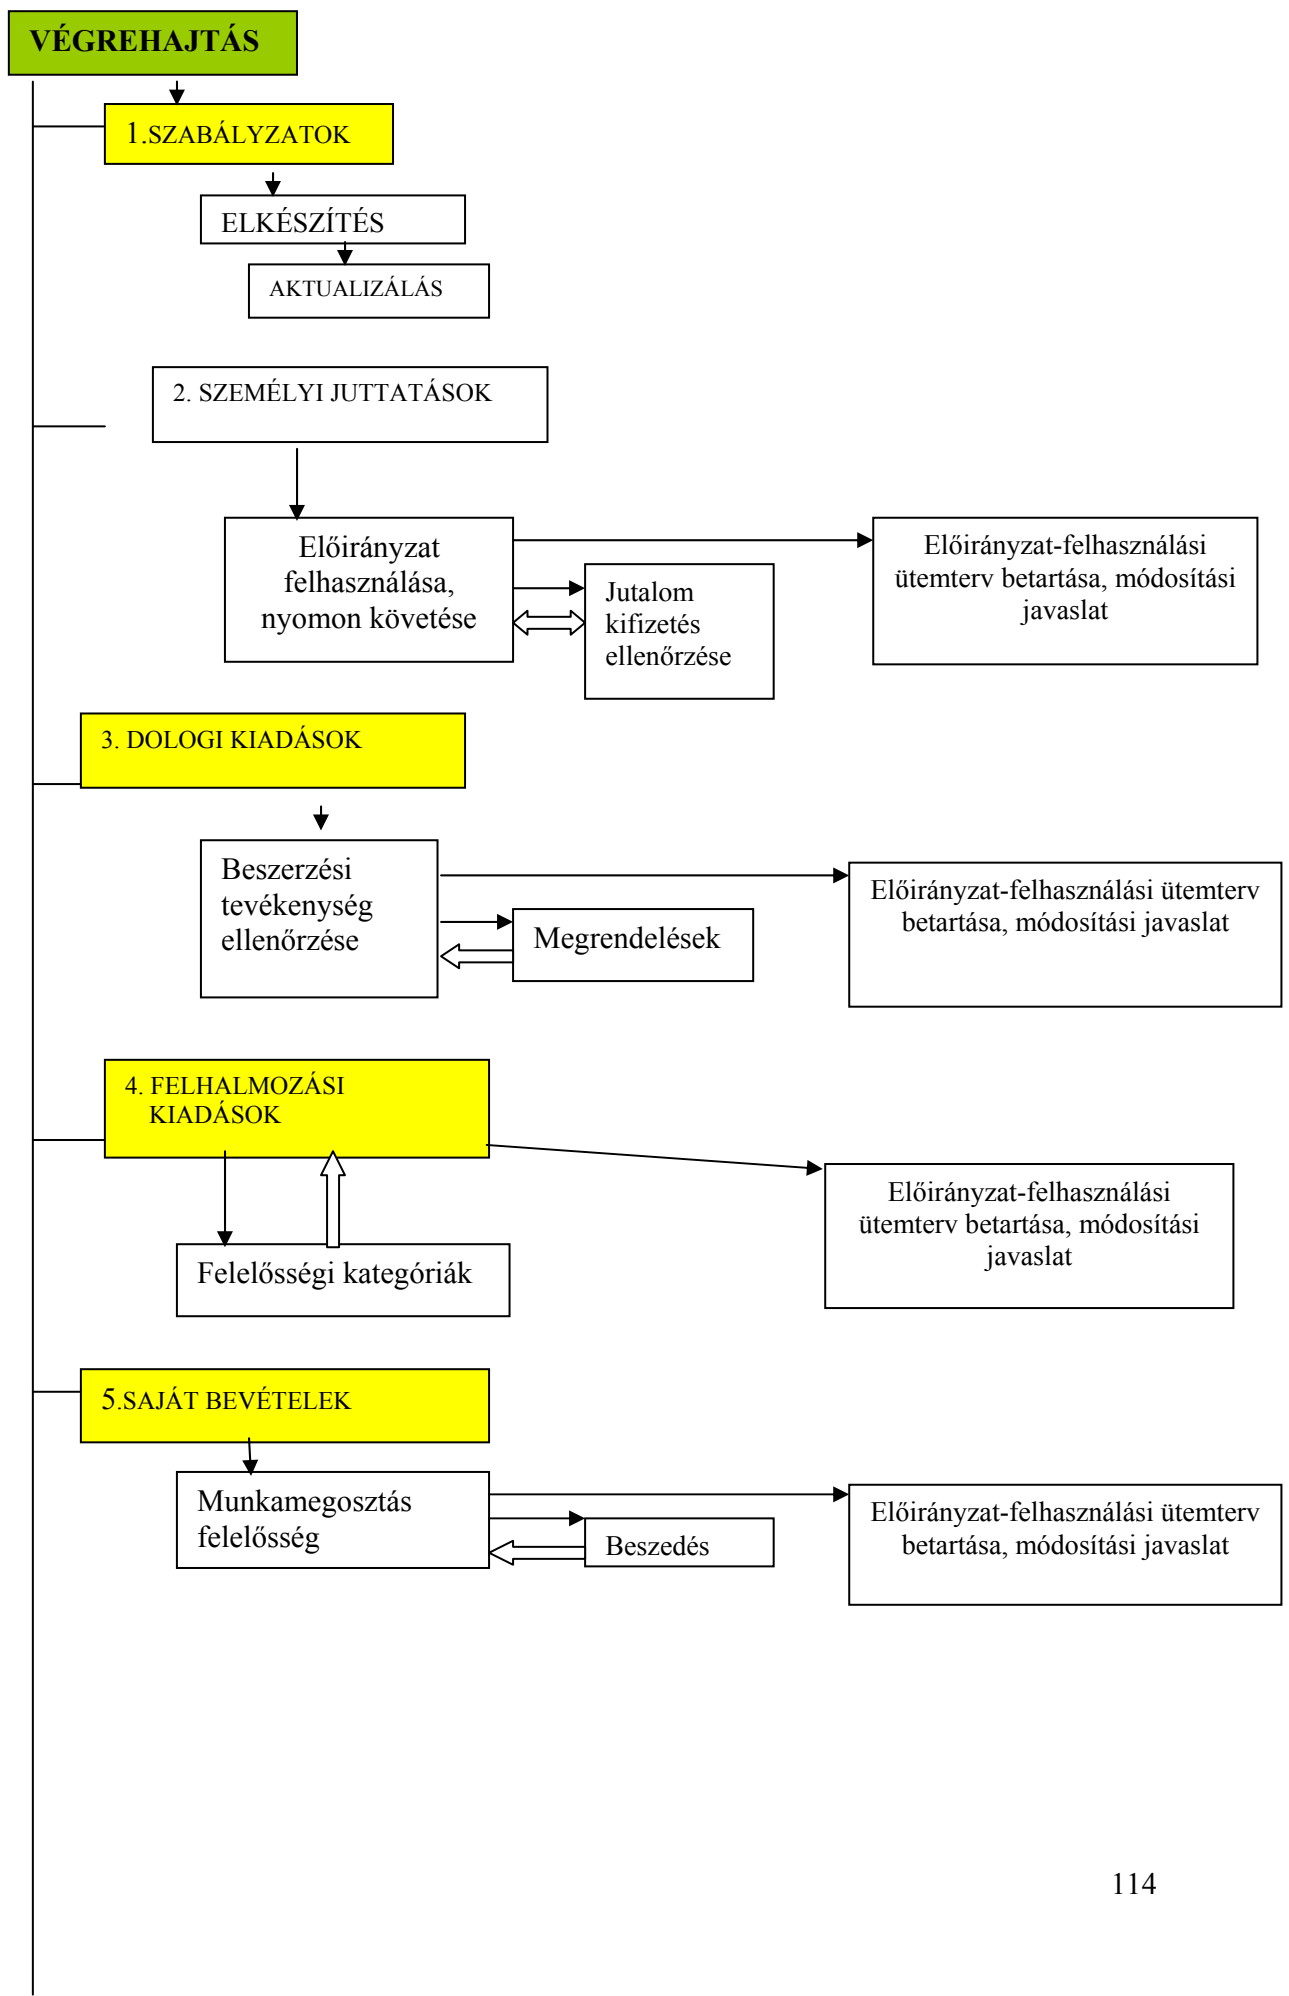 VÉGREHAJTÁS
1.SZABÁLYZATOK
ELKÉSZÍTÉS
AKTUALIZÁLÁS
2. SZEMÉLYI JUTTATÁSOK
Előirányzat
felhasználása,
nyomon követése
Jutalom
kifizetés
ellenőrzése
Előirányzat-felhasználási
ütemterv betartása, módosítási
javaslat
3. DOLOGI KIADÁSOK
Beszerzési
tevékenység
ellenőrzése
Megrendelések
Előirányzat-felhasználási ütemterv
betartása, módosítási javaslat
4. FELHALMOZÁSI
KIADÁSOK
Felelősségi kategóriák
Előirányzat-felhasználási
ütemterv betartása, módosítási
javaslat
5.SAJÁT BEVÉTELEK
Munkamegosztás
felelősség
Beszedés
Előirányzat-felhasználási ütemterv
betartása, módosítási javaslat
114